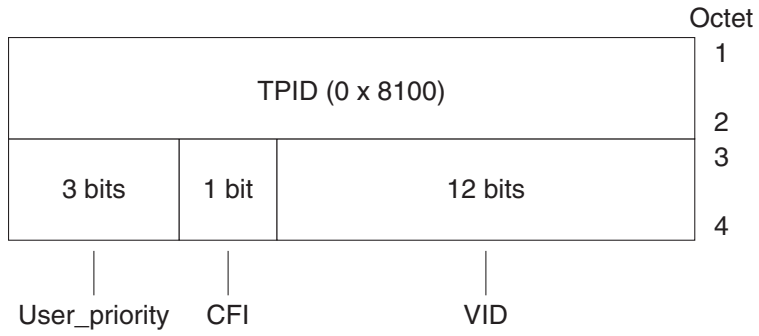 Octet
1
TPID (0 x 8100)
2
3
3 bits 1 bit 12 bits
4
User_priority CFI VID